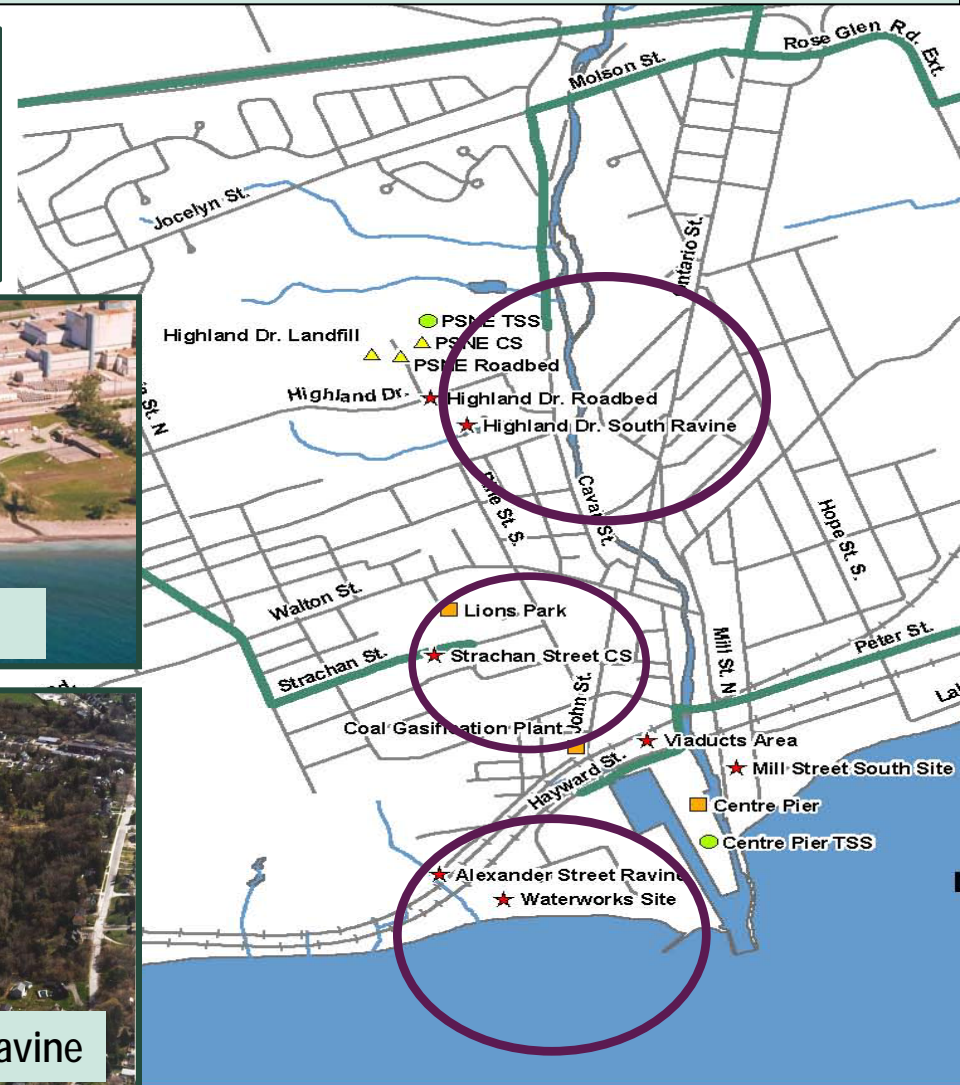 Rose Glen Rd. Ext.
Molson St.
Jocelyn St.
Ontario St.
PSNE TSS
Highland Dr. Landfill
PSNE CS
PSNE Roadbed
St. N
Highland Dr.
Highland Dr. Roadbed
Highland Dr. South Ravine
St. S.
Cavan St.
Hope St. S.
Walton St.
Lions Park
Strachan St.
Strachan Street CS
Mill St. N
Peter St.
John St.
Coal Gasification Plant
Viaducts Area
Mill Street South Site
Hayward St.
Centre Pier
Centre Pier TSS
Alexander Street Ravine
Waterworks Site